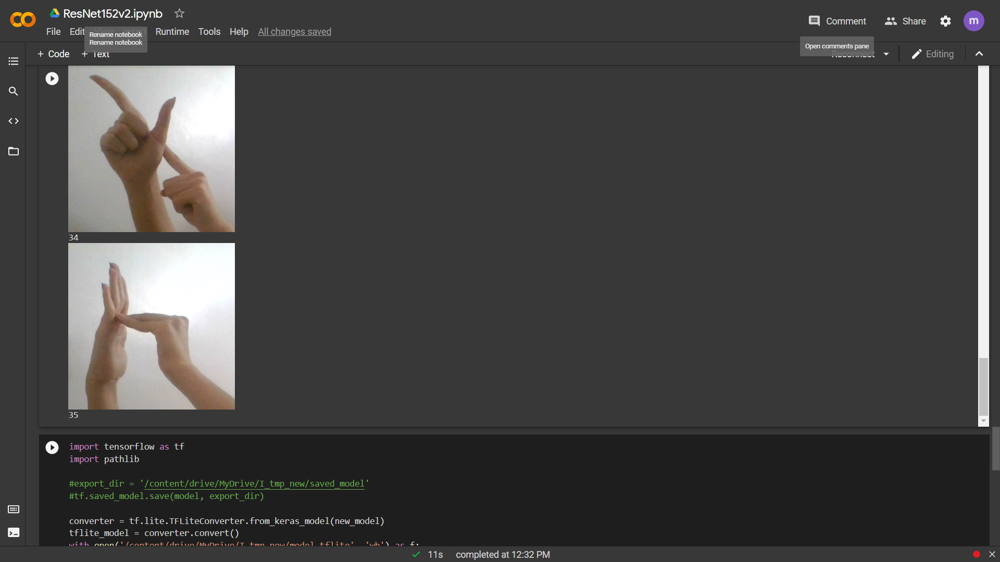 ResNet152v2.ipynb
File Edit Runtime Tools Help All changes saved
Rename notebook
Rename notebook
Comment Share m
Open comments pane
+ Code + Text
Reconnect Editing
34
35
import tensorflow as tf
import pathlib
#export_dir = '/content/drive/MyDrive/I_tmp_new/saved_model'
#tf.saved_model.save(model, export_dir)
converter = tf.lite.TFLiteConverter.from_keras_model(new_model)
tflite_model = converter.convert()
with open('/content/drive/MyDrive/I_tmp_new/model.tflite', 'wb') as f:
11s completed at 12:32 PM